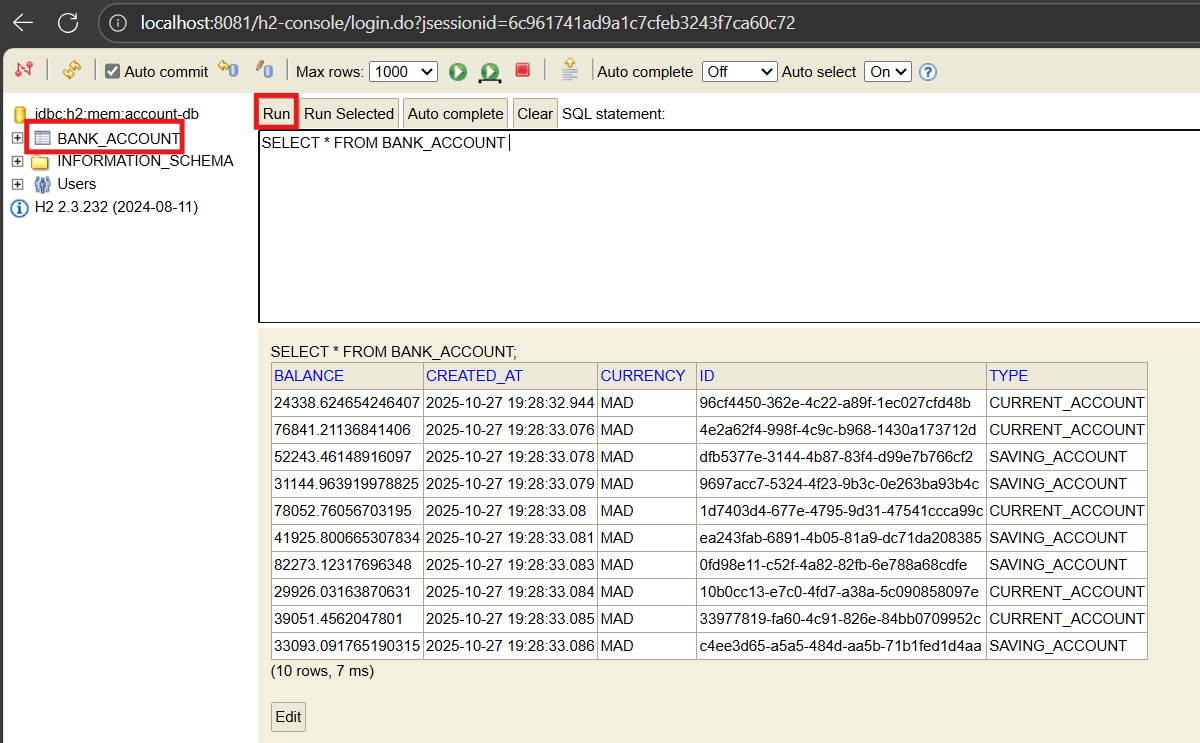 localhost:8081/h2-console/login.do?jsessionid=6c961741ad9a1c7cfeb3243f7ca60c72
Auto commit Max rows: 1000 Auto complete Off Auto select On
jdbc:h2:mem:account-db
BANK_ACCOUNT
INFORMATION_SCHEMA
Users
H2 2.3.232 (2024-08-11)
Run Run Selected Auto complete Clear SQL statement:
SELECT * FROM BANK_ACCOUNT
SELECT * FROM BANK_ACCOUNT;
BALANCE CREATED_AT CURRENCY ID TYPE
24338.624654246407 2025-10-27 19:28:32.944 MAD 96cf4450-362e-4c22-a89f-1ec027cfd48b CURRENT_ACCOUNT
76841.21136841406 2025-10-27 19:28:33.076 MAD 4e2a62f4-998f-4c9c-b968-1430a173712d CURRENT_ACCOUNT
52243.46148916097 2025-10-27 19:28:33.078 MAD dfb5377e-3144-4b87-83f4-d99e7b766cf2 SAVING_ACCOUNT
31144.963919978825 2025-10-27 19:28:33.079 MAD 9697acc7-5324-4f23-9b3c-0e263ba93b4c SAVING_ACCOUNT
78052.76056703195 2025-10-27 19:28:33.08 MAD 1d7403d4-677e-4795-9d31-47541ccca99c CURRENT_ACCOUNT
41925.800665307834 2025-10-27 19:28:33.081 MAD ea243fab-6891-4b05-81a9-dc71da208385 SAVING_ACCOUNT
82273.12317696348 2025-10-27 19:28:33.083 MAD 0fd98e11-c52f-4a82-82fb-6e788a68cdfe SAVING_ACCOUNT
29926.03163870631 2025-10-27 19:28:33.084 MAD 10b0cc13-e7c0-4fd7-a38a-5c090858097e CURRENT_ACCOUNT
39051.4562047801 2025-10-27 19:28:33.085 MAD 33977819-fa60-4c91-826e-84bb0709952c CURRENT_ACCOUNT
33093.091765190315 2025-10-27 19:28:33.086 MAD c4ee3d65-a5a5-484d-aa5b-71b1fed1d4aa SAVING_ACCOUNT
(10 rows, 7 ms)
Edit